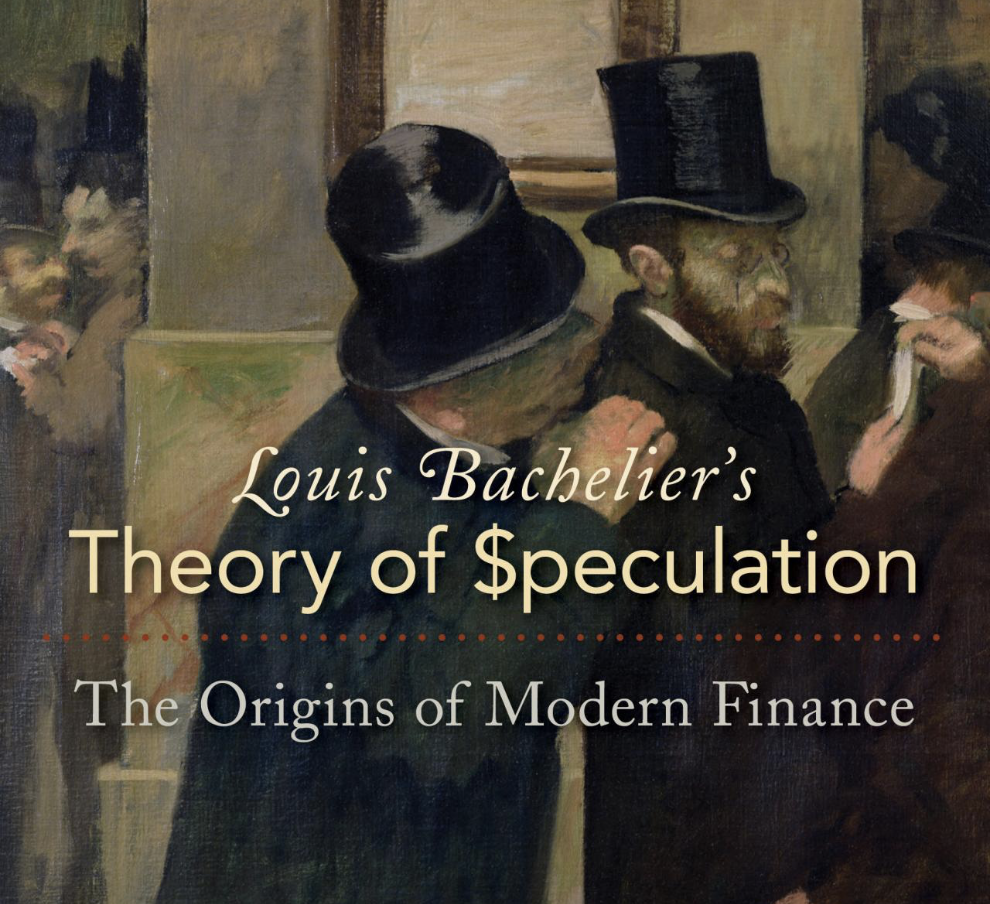 Louis Bachelier's
Theory of $peculation
The Origins of Modern Finance